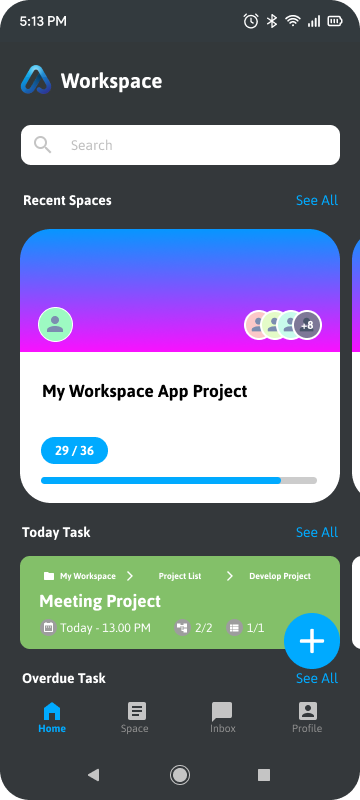 5:13 PM
Workspace
Search
Recent Spaces See All
+8
My Workspace App Project
29 / 36
Today Task See All
My Workspace Project List Develop Project
Meeting Project
Today - 13.00 PM 2/2 1/1
Overdue Task See All
Home Space Inbox Profile